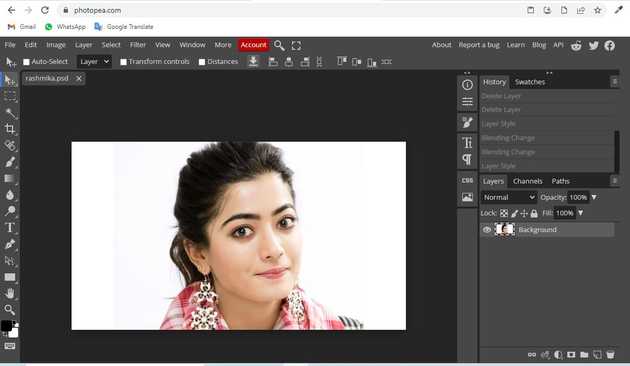 photopea.com
Gmail WhatsApp Google Translate
File Edit Image Layer Select Filter View Window More Account About Report a bug Learn Blog API
Auto-Select Layer Transform controls Distances
rashmika.psd
History Swatches
Delete Layer
Delete Layer
Layer Style
Blending Change
Blending Change
Layer Style
CSS
Layers Channels Paths
Normal Opacity: 100%
Lock: Fill: 100%
Background